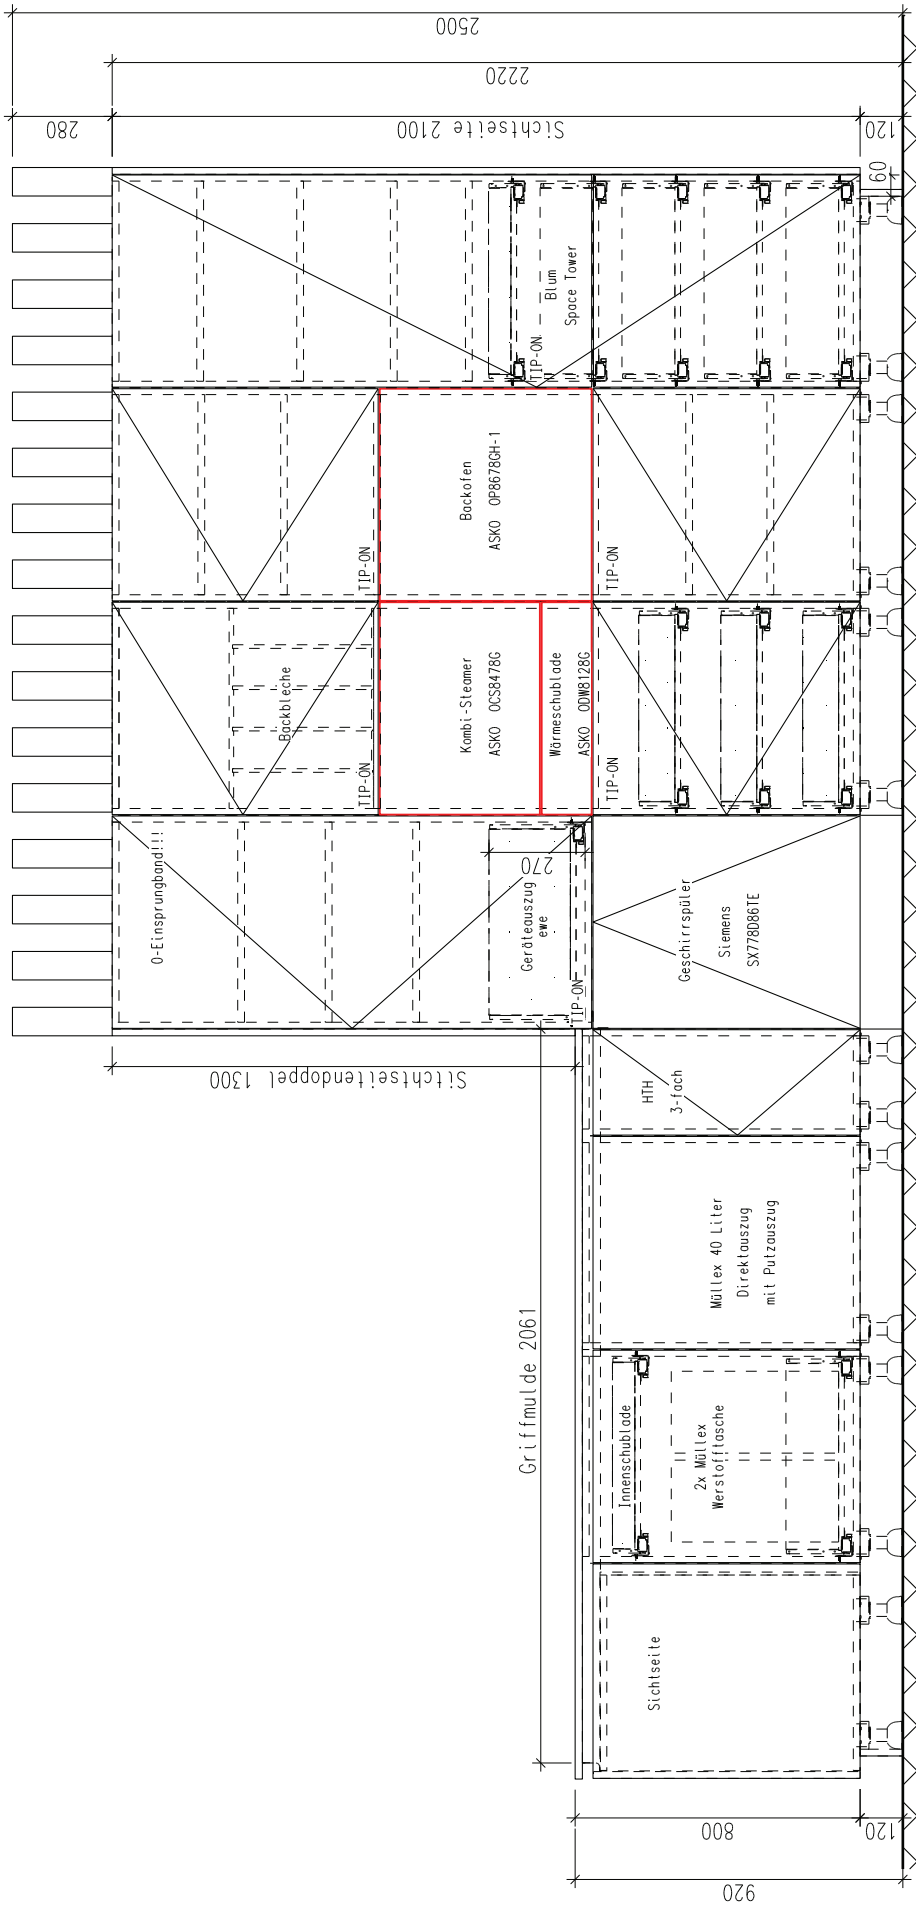 2500
2220
280
Sichtseite 2100
120
60
Blum
Space Tower
TIP-ON
Backofen
ASKO OP8678GH-1
TIP-ON
TIP-ON
Backbleche
TIP-ON
Kombi-Steamer
ASKO OCS8478G
Wärmeschublade
ASKO ODW8128G
TIP-ON
O-Einsprungband!!!
270
Geräteauszug
ewe
TIP-ON
Geschirrspüler
Siemens
SX778D86TE
Sitchtseitendoppel 1300
HTH
3-fach
Müllex 40 Liter
Direktauszug
mit Putzauszug
Griffmulde 2061
Innenschublade
2x Müllex
Werstofftasche
Sichtseite
800
120
920